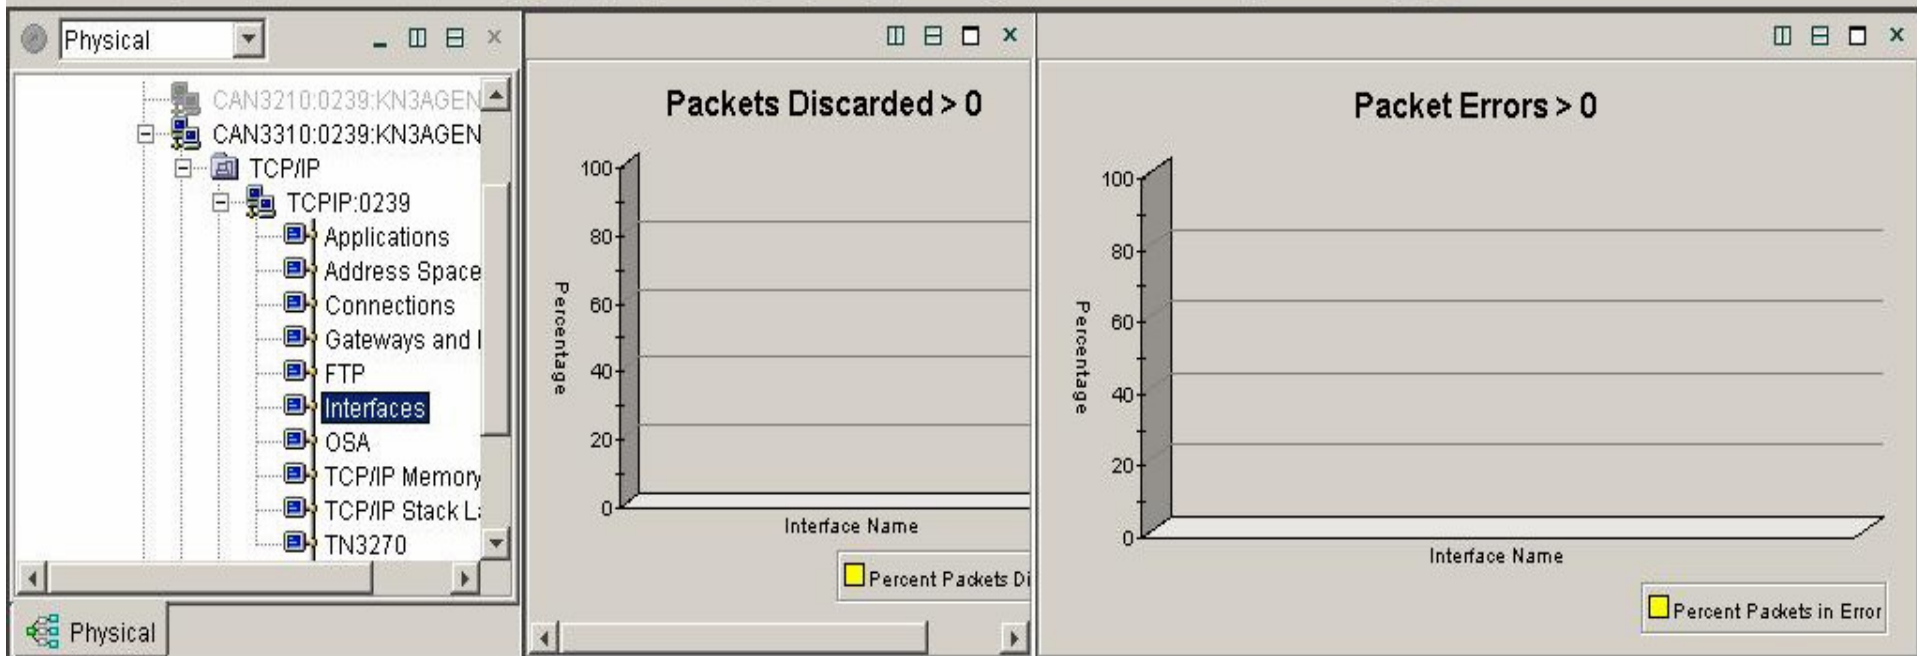 Physical
CAN3210:0239:KN3AGEN
CAN3310:0239:KN3AGEN
TCP/IP
TCPIP:0239
Applications
Address Space
Connections
Gateways and
FTP
Interfaces
OSA
TCP/IP Memory
TCP/IP Stack
TN3270
Physical
Packets Discarded > 0
100
80
60
40
20
0
Percentage
Interface Name
Percent Packets Di
Packet Errors > 0
100
80
60
40
20
0
Percentage
Interface Name
Percent Packets in Error